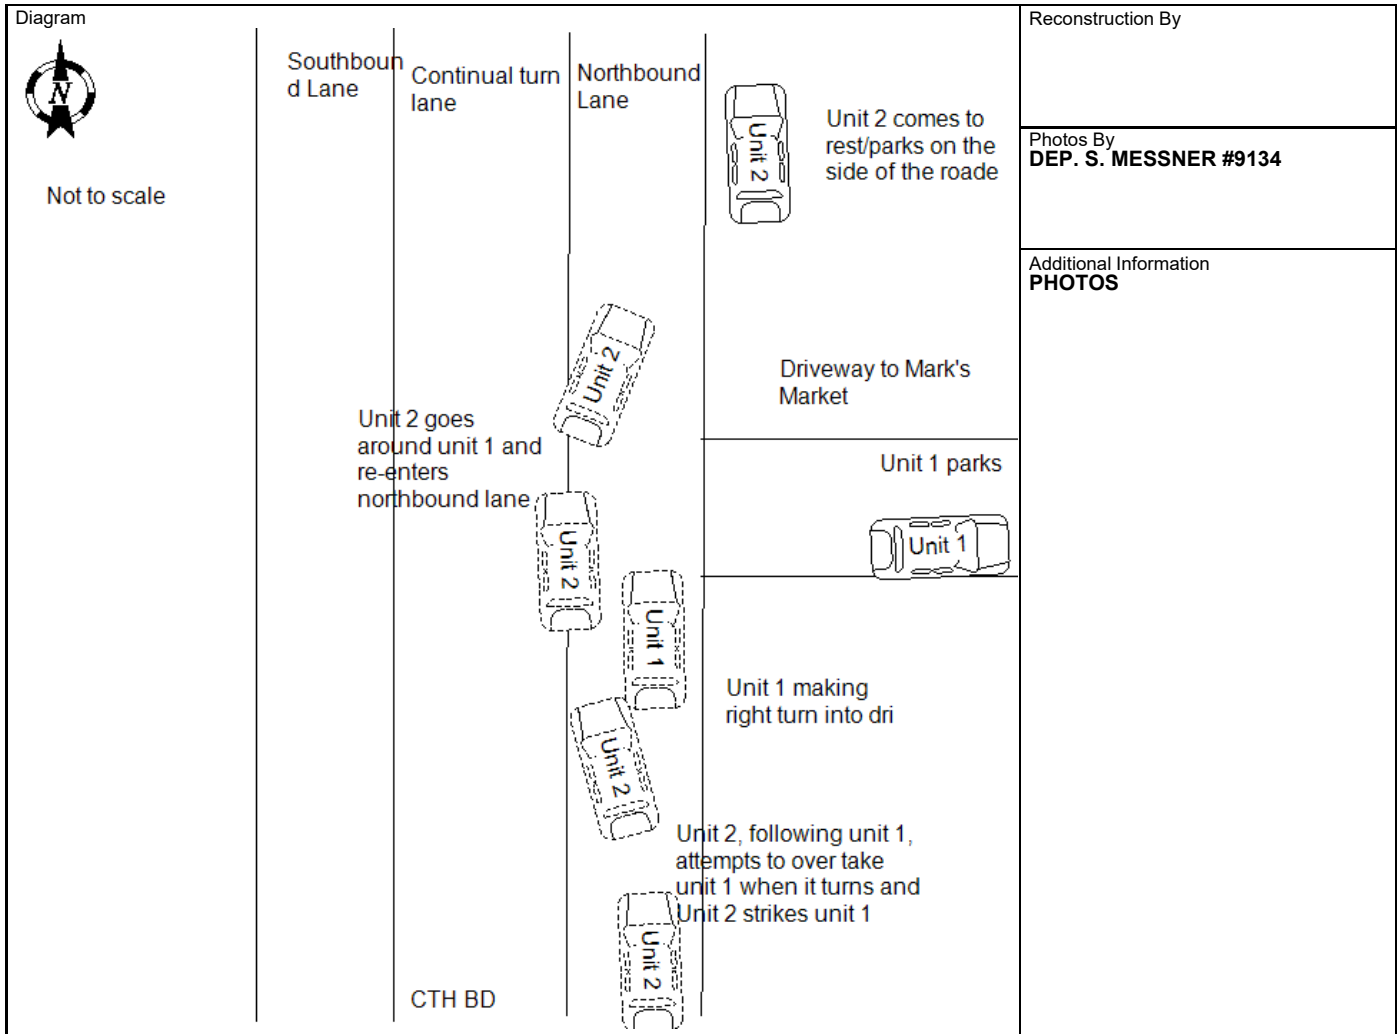 Diagram
N
Not to scale
Southboun
d Lane
Continual turn
lane
Northbound
Lane
Unit 2
Unit 2 comes to
rest/parks on the
side of the roade
Unit 2
Driveway to Mark's
Market
Unit 2 goes
around unit 1 and
re-enters
northbound lane
Unit 1 parks
Unit 1
Unit 2
Unit 1
Unit 1 making
right turn into dri
Unit 2
Unit 2, following unit 1,
attempts to over take
unit 1 when it turns and
Unit 2 strikes unit 1
Unit 2
CTH BD
Reconstruction By
Photos By
DEP. S. MESSNER #9134
Additional Information
PHOTOS